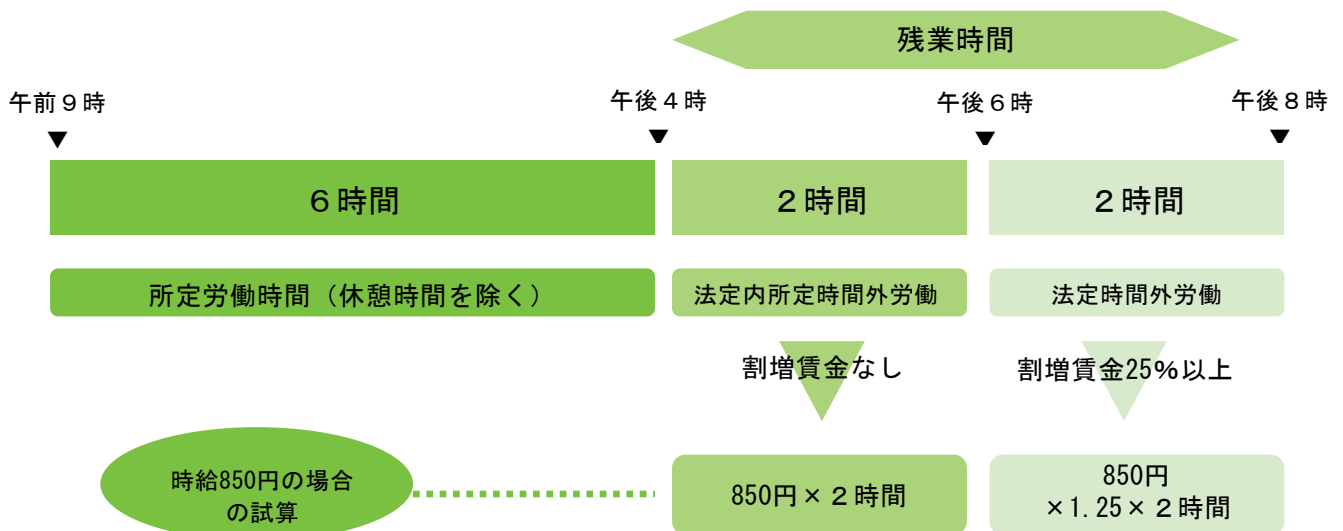 残業時間
午前９時
午後４時
午後６時
午後８時
６時間
２時間
２時間
所定労働時間（休憩時間を除く）
法定内所定時間外労働
法定時間外労働
割増賃金なし
割増賃金25％以上
時給850円の場合
の試算
850円×２時間
850円
×1.25×２時間